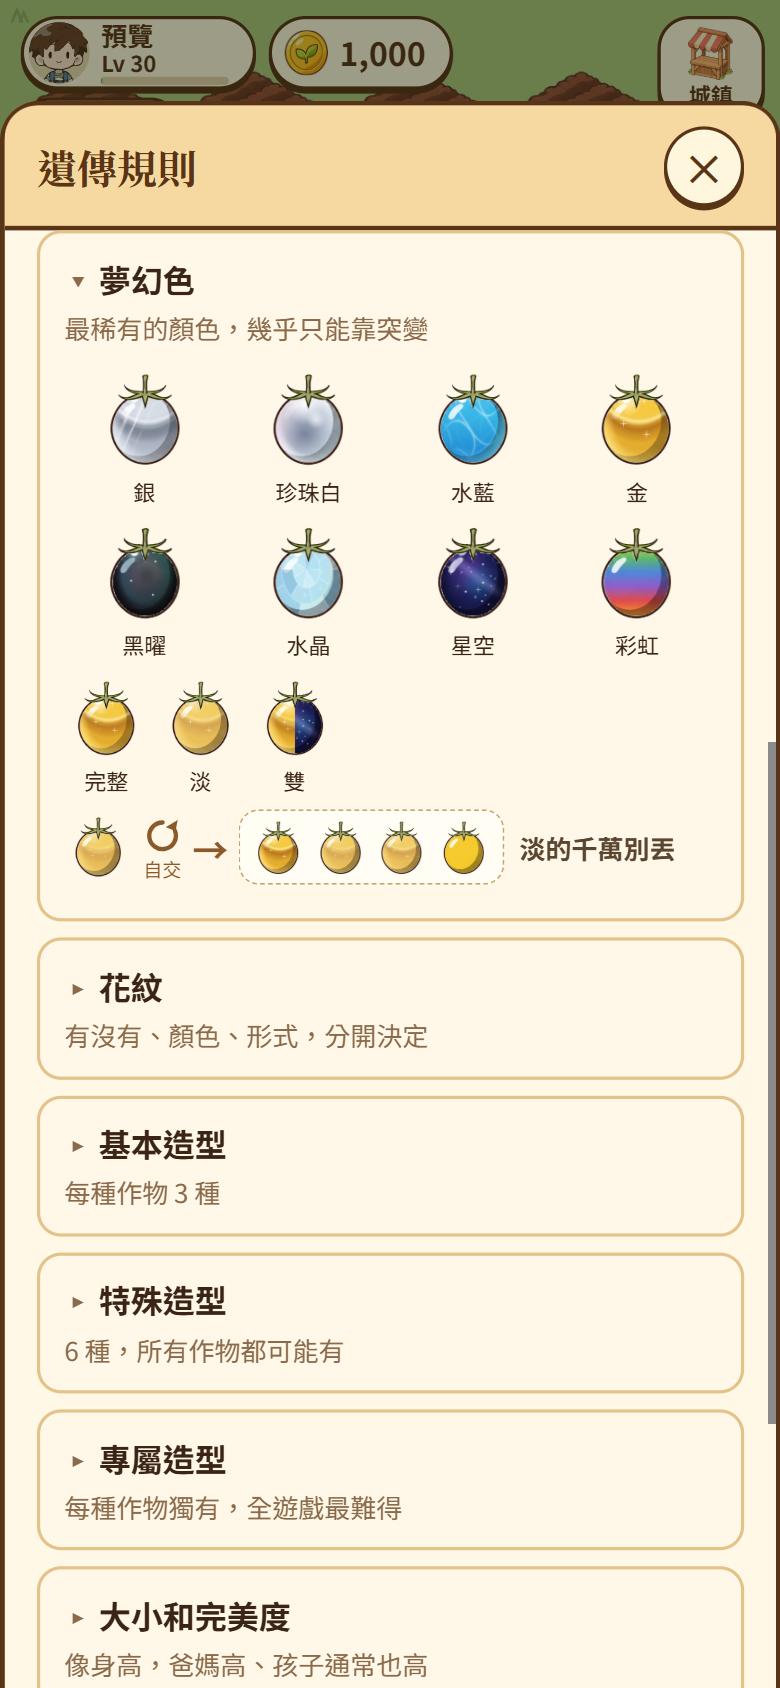 預覽
Lv 30
1,000
城鎮
遺傳規則
夢幻色
最稀有的顏色，幾乎只能靠突變
銀
珍珠白
水藍
金
黑曜
水晶
星空
彩虹
完整
淡
雙
自交
淡的千萬別丟
花紋
有沒有、顏色、形式，分開決定
基本造型
每種作物 3 種
特殊造型
6 種，所有作物都可能有
專屬造型
每種作物獨有，全遊戲最難得
大小和完美度
像身高，爸媽高、孩子通常也高